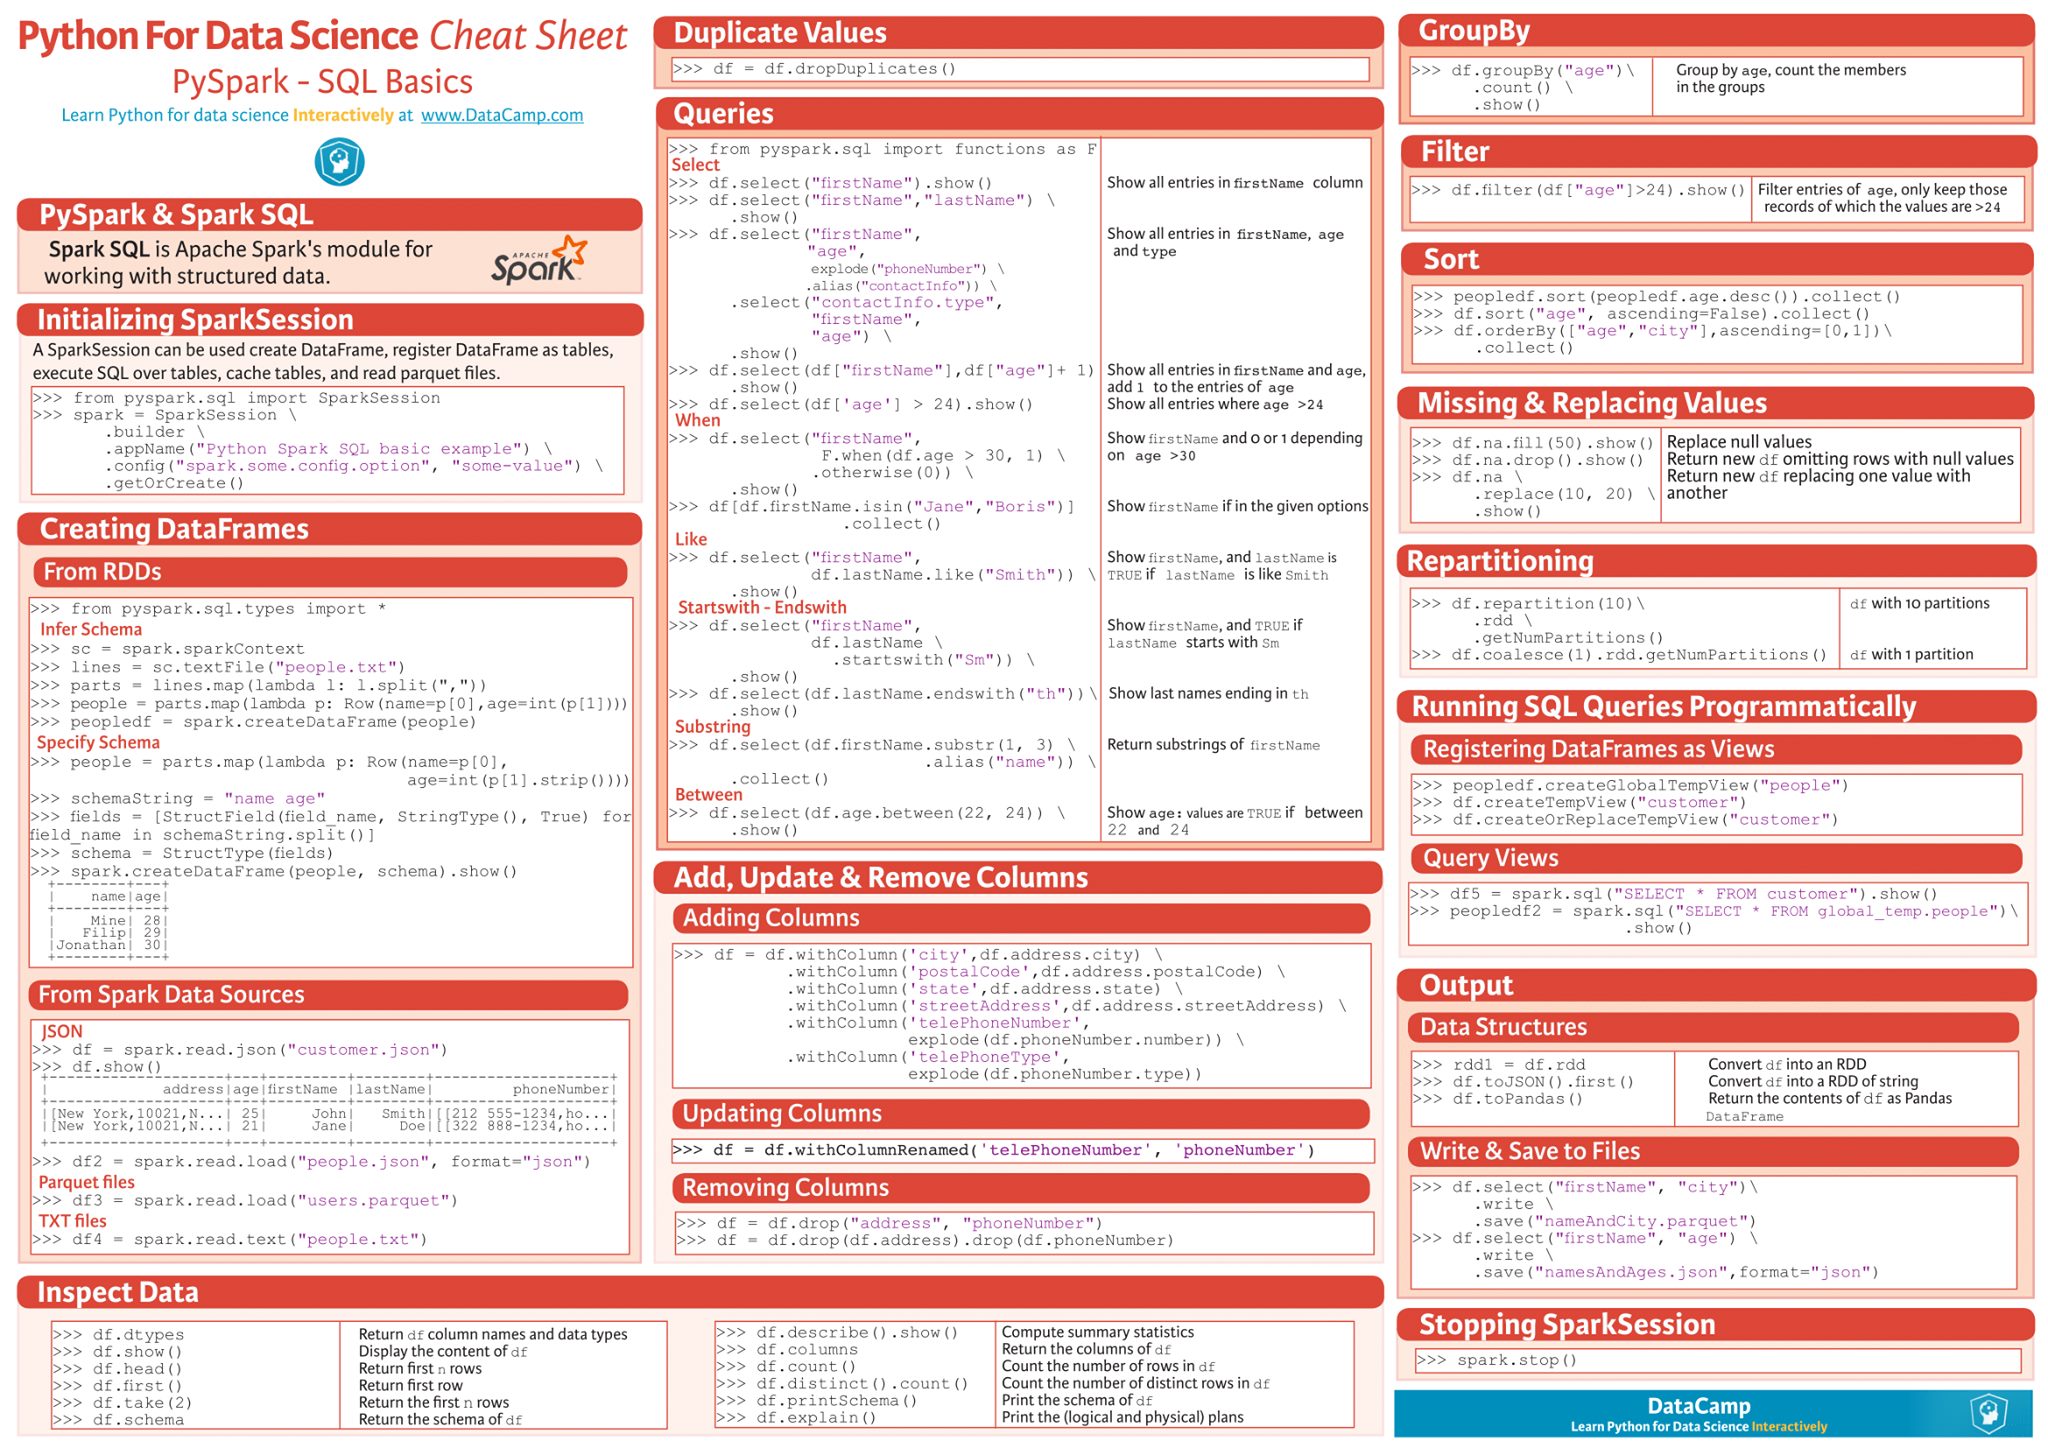 Python For Data Science Cheat Sheet
PySpark - SQL Basics
Learn Python for data science Interactively at www.DataCamp.com
PySpark & Spark SQL
Spark SQL is Apache Spark's module for
working with structured data.
APACHE
Spark
Initializing SparkSession
A SparkSession can be used create DataFrame, register DataFrame as tables,
execute SQL over tables, cache tables, and read parquet files.
>>> from pyspark.sql import SparkSession
>>> spark = SparkSession \
.builder \
.appName("Python Spark SQL basic example") \
.config("spark.some.config.option", "some-value") \
.getOrCreate()
Creating DataFrames
From RDDs
>>> from pyspark.sql.types import *
Infer Schema
>>> sc = spark.sparkContext
>>> lines = sc.textFile("people.txt")
>>> parts = lines.map(lambda l: l.split(","))
>>> people = parts.map(lambda p: Row(name=p[0],age=int(p[1])))
>>> peopledf = spark.createDataFrame(people)
Specify Schema
>>> people = parts.map(lambda p: Row(name=p[0],
age=int(p[1].strip())))
>>> schemaString = "name age"
>>> fields = [StructField(field_name, StringType(), True) for
field_name in schemaString.split()]
>>> schema = StructType(fields)
>>> spark.createDataFrame(people, schema).show()
+--------+---+
|    name|age|
+--------+---+
|    Mine| 28|
|   Filip| 29|
|Jonathan| 30|
+--------+---+
From Spark Data Sources
JSON
>>> df = spark.read.json("customer.json")
>>> df.show()
+--------------------+---+---------+--------+--------------------+
|             address|age|firstName |lastName|         phoneNumber|
+--------------------+---+---------+--------+--------------------+
|[New York,10021,N...| 25|     John|   Smith|[[212 555-1234,ho...|
|[New York,10021,N...| 21|     Jane|     Doe|[[322 888-1234,ho...|
+--------------------+---+---------+--------+--------------------+
>>> df2 = spark.read.load("people.json", format="json")
Parquet files
>>> df3 = spark.read.load("users.parquet")
TXT files
>>> df4 = spark.read.text("people.txt")
Inspect Data
>>> df.dtypes Return df column names and data types
>>> df.show() Display the content of df
>>> df.head() Return first n rows
>>> df.first() Return first row
>>> df.take(2) Return the first n rows
>>> df.schema Return the schema of df
>>> df.describe().show() Compute summary statistics
>>> df.columns Return the columns of df
>>> df.count() Count the number of rows in df
>>> df.distinct().count() Count the number of distinct rows in df
>>> df.printSchema() Print the schema of df
>>> df.explain() Print the (logical and physical) plans
Duplicate Values
>>> df = df.dropDuplicates()
Queries
>>> from pyspark.sql import functions as F
Select
>>> df.select("firstName").show() Show all entries in firstName column
>>> df.select("firstName","lastName") \
.show()
>>> df.select("firstName", Show all entries in firstName, age
"age", and type
explode("phoneNumber") \
.alias("contactInfo")) \
.select("contactInfo.type",
"firstName",
"age") \
.show()
>>> df.select(df["firstName"],df["age"]+ 1) Show all entries in firstName and age,
.show() add 1 to the entries of age
>>> df.select(df['age'] > 24).show() Show all entries where age >24
When
>>> df.select("firstName", Show firstName and 0 or 1 depending
F.when(df.age > 30, 1) \ on age >30
.otherwise(0)) \
.show()
>>> df[df.firstName.isin("Jane","Boris")] Show firstName if in the given options
.collect()
Like
>>> df.select("firstName", Show firstName, and lastName is
df.lastName.like("Smith")) \ TRUE if lastName is like Smith
.show()
Startswith - Endswith
>>> df.select("firstName", Show firstName, and TRUE if
df.lastName \ lastName starts with Sm
.startswith("Sm")) \
.show()
>>> df.select(df.lastName.endswith("th")) \ Show last names ending in th
.show()
Substring
>>> df.select(df.firstName.substr(1, 3) \ Return substrings of firstName
.alias("name")) \
.collect()
Between
>>> df.select(df.age.between(22, 24)) \ Show age: values are TRUE if between
.show() 22 and 24
Add, Update & Remove Columns
Adding Columns
>>> df = df.withColumn('city',df.address.city) \
.withColumn('postalCode',df.address.postalCode) \
.withColumn('state',df.address.state) \
.withColumn('streetAddress',df.address.streetAddress) \
.withColumn('telePhoneNumber',
explode(df.phoneNumber.number)) \
.withColumn('telePhoneType',
explode(df.phoneNumber.type))
Updating Columns
>>> df = df.withColumnRenamed('telePhoneNumber', 'phoneNumber')
Removing Columns
>>> df = df.drop("address", "phoneNumber")
>>> df = df.drop(df.address).drop(df.phoneNumber)
GroupBy
>>> df.groupBy("age")\ Group by age, count the members
.count() \ in the groups
.show()
Filter
>>> df.filter(df["age"]>24).show() Filter entries of age, only keep those
records of which the values are >24
Sort
>>> peopledf.sort(peopledf.age.desc()).collect()
>>> df.sort("age", ascending=False).collect()
>>> df.orderBy(["age","city"],ascending=[0,1])\
.collect()
Missing & Replacing Values
>>> df.na.fill(50).show() Replace null values
>>> df.na.drop().show() Return new df omitting rows with null values
>>> df.na \ Return new df replacing one value with
.replace(10, 20) \ another
.show()
Repartitioning
>>> df.repartition(10)\ df with 10 partitions
.rdd \
.getNumPartitions()
>>> df.coalesce(1).rdd.getNumPartitions() df with 1 partition
Running SQL Queries Programmatically
Registering DataFrames as Views
>>> peopledf.createGlobalTempView("people")
>>> df.createTempView("customer")
>>> df.createOrReplaceTempView("customer")
Query Views
>>> df5 = spark.sql("SELECT * FROM customer").show()
>>> peopledf2 = spark.sql("SELECT * FROM global_temp.people")\
.show()
Output
Data Structures
>>> rdd1 = df.rdd Convert df into an RDD
>>> df.toJSON().first() Convert df into a RDD of string
>>> df.toPandas() Return the contents of df as Pandas
DataFrame
Write & Save to Files
>>> df.select("firstName", "city")\
.write \
.save("nameAndCity.parquet")
>>> df.select("firstName", "age") \
.write \
.save("namesAndAges.json",format="json")
Stopping SparkSession
>>> spark.stop()
DataCamp
Learn Python for Data Science Interactively